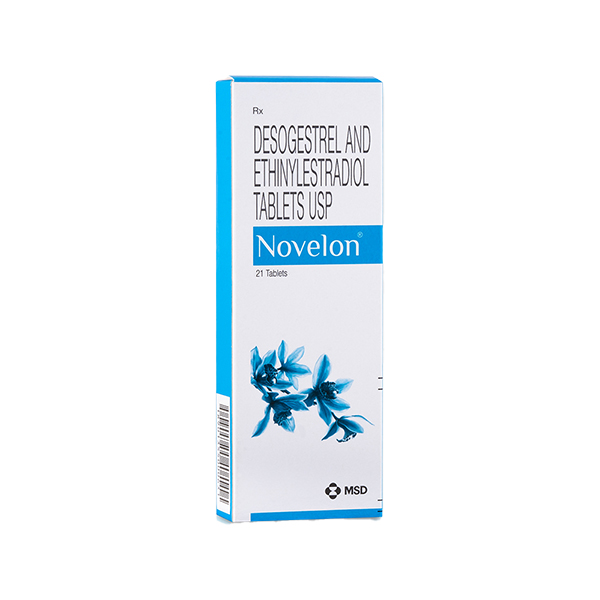 Rx
DESOGESTREL AND
ETHINYLESTRADIOL
TABLETS USP
Novelon®
21 Tablets
MSD